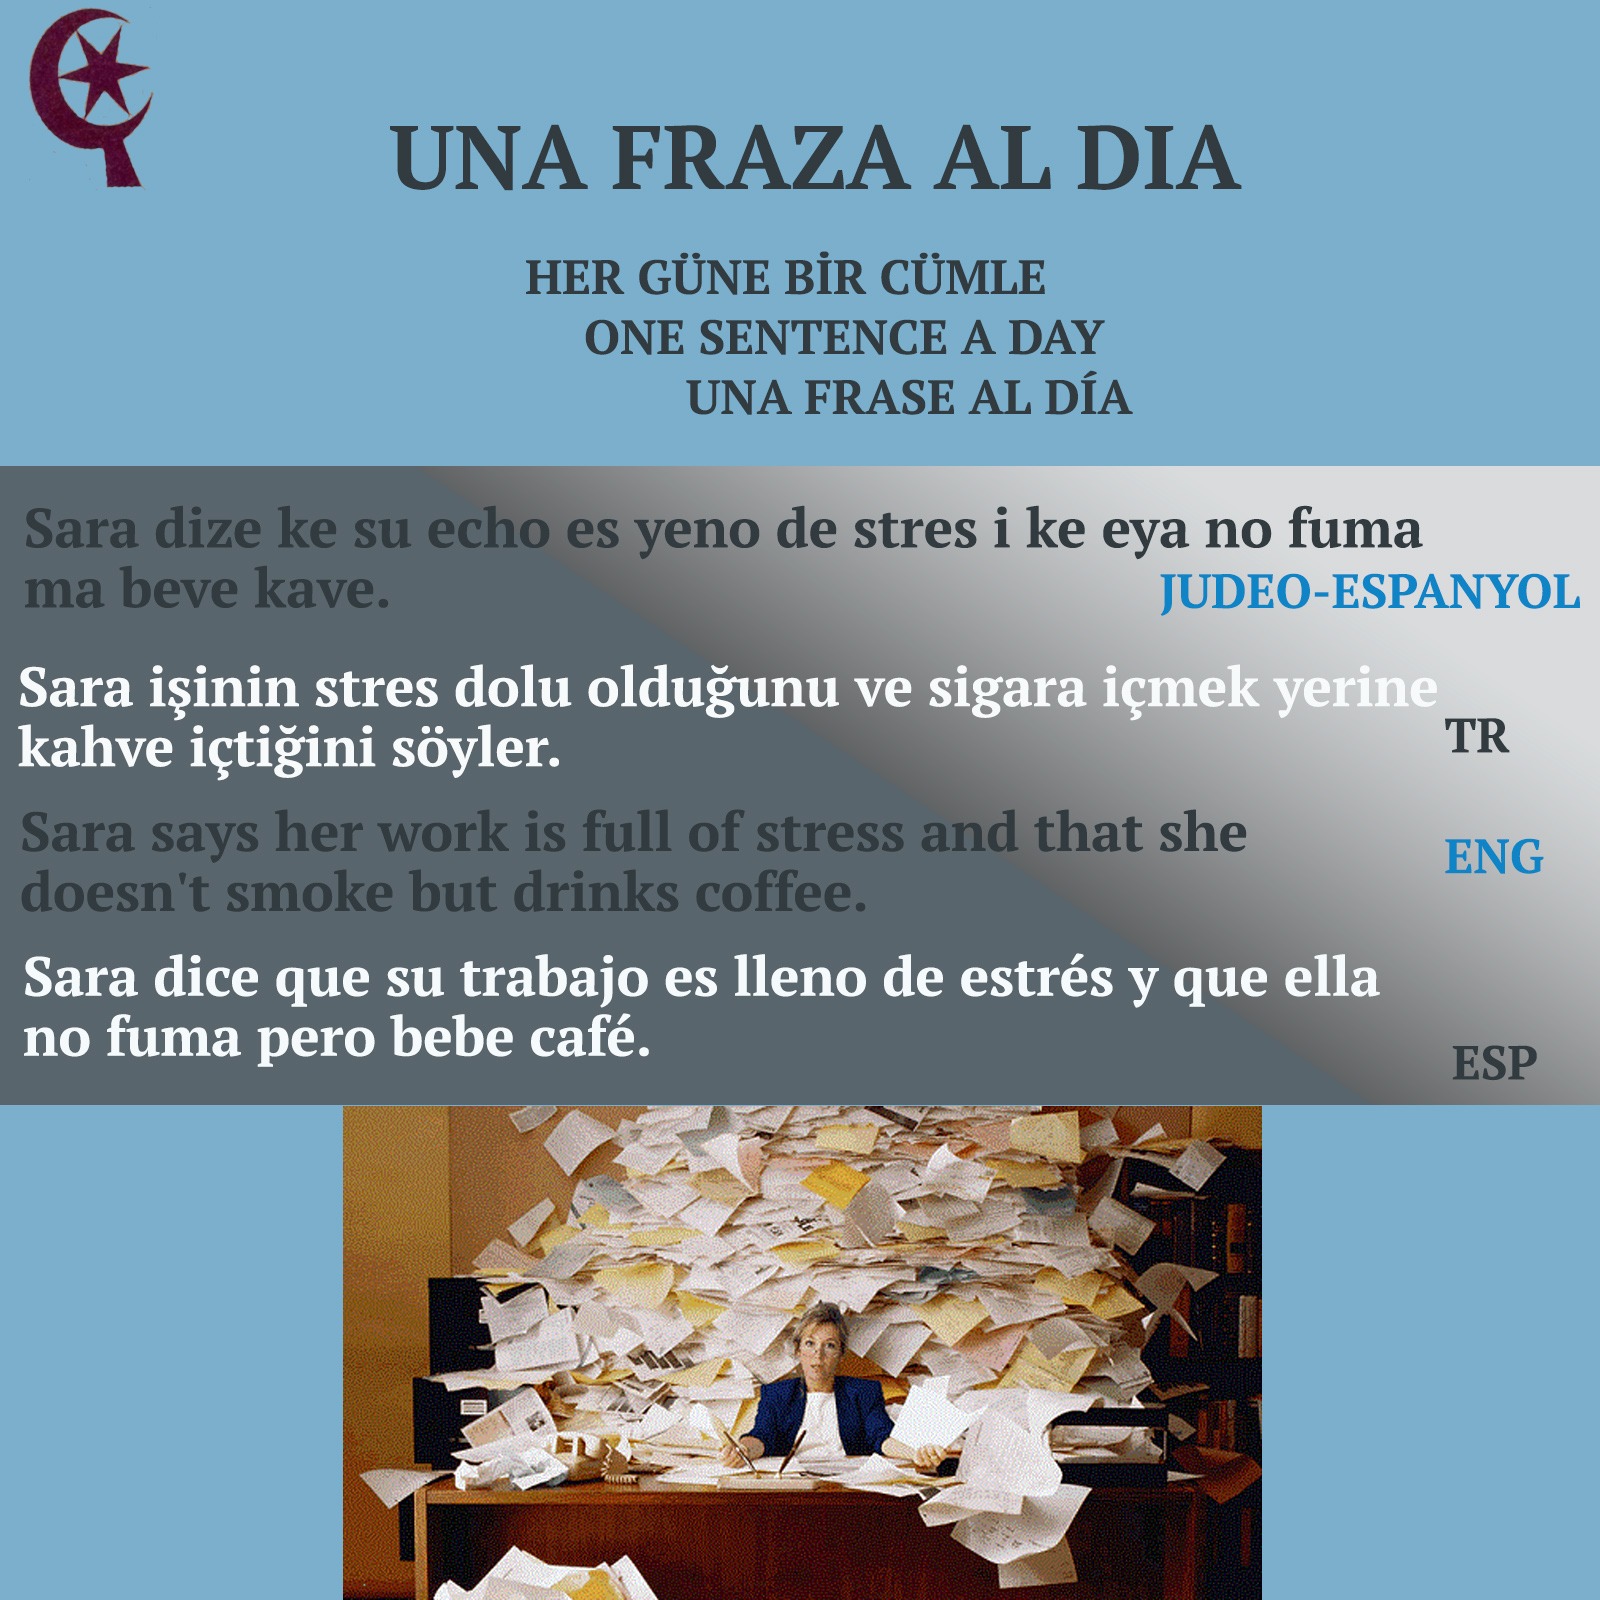 UNA FRAZA AL DIA
HER GÜNE BİR CÜMLE
ONE SENTENCE A DAY
UNA FRASE AL DÍA
Sara dize ke su echo es yeno de stres i ke eya no fuma
ma beve kave.
JUDEO-ESPANYOL
Sara işinin stres dolu olduğunu ve sigara içmek yerine
kahve içtiğini söyler.
TR
Sara says her work is full of stress and that she
doesn't smoke but drinks coffee.
ENG
Sara dice que su trabajo es lleno de estrés y que ella
no fuma pero bebe café.
ESP